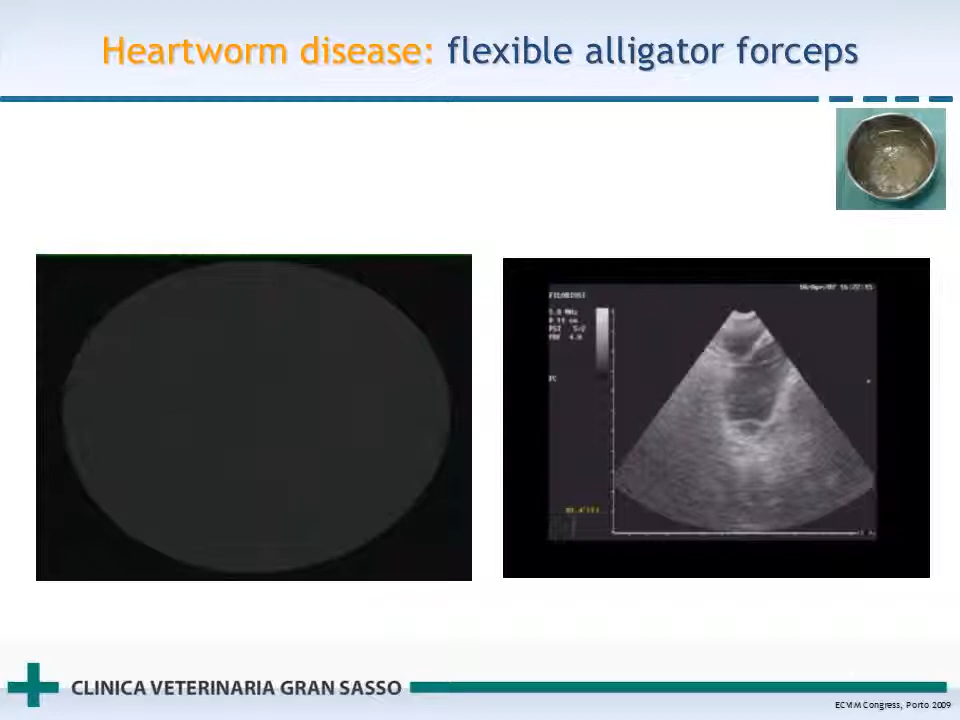 Heartworm disease: flexible alligator forceps
CLINICA VETERINARIA GRAN SASSO
ECVIM Congress, Porto 2009